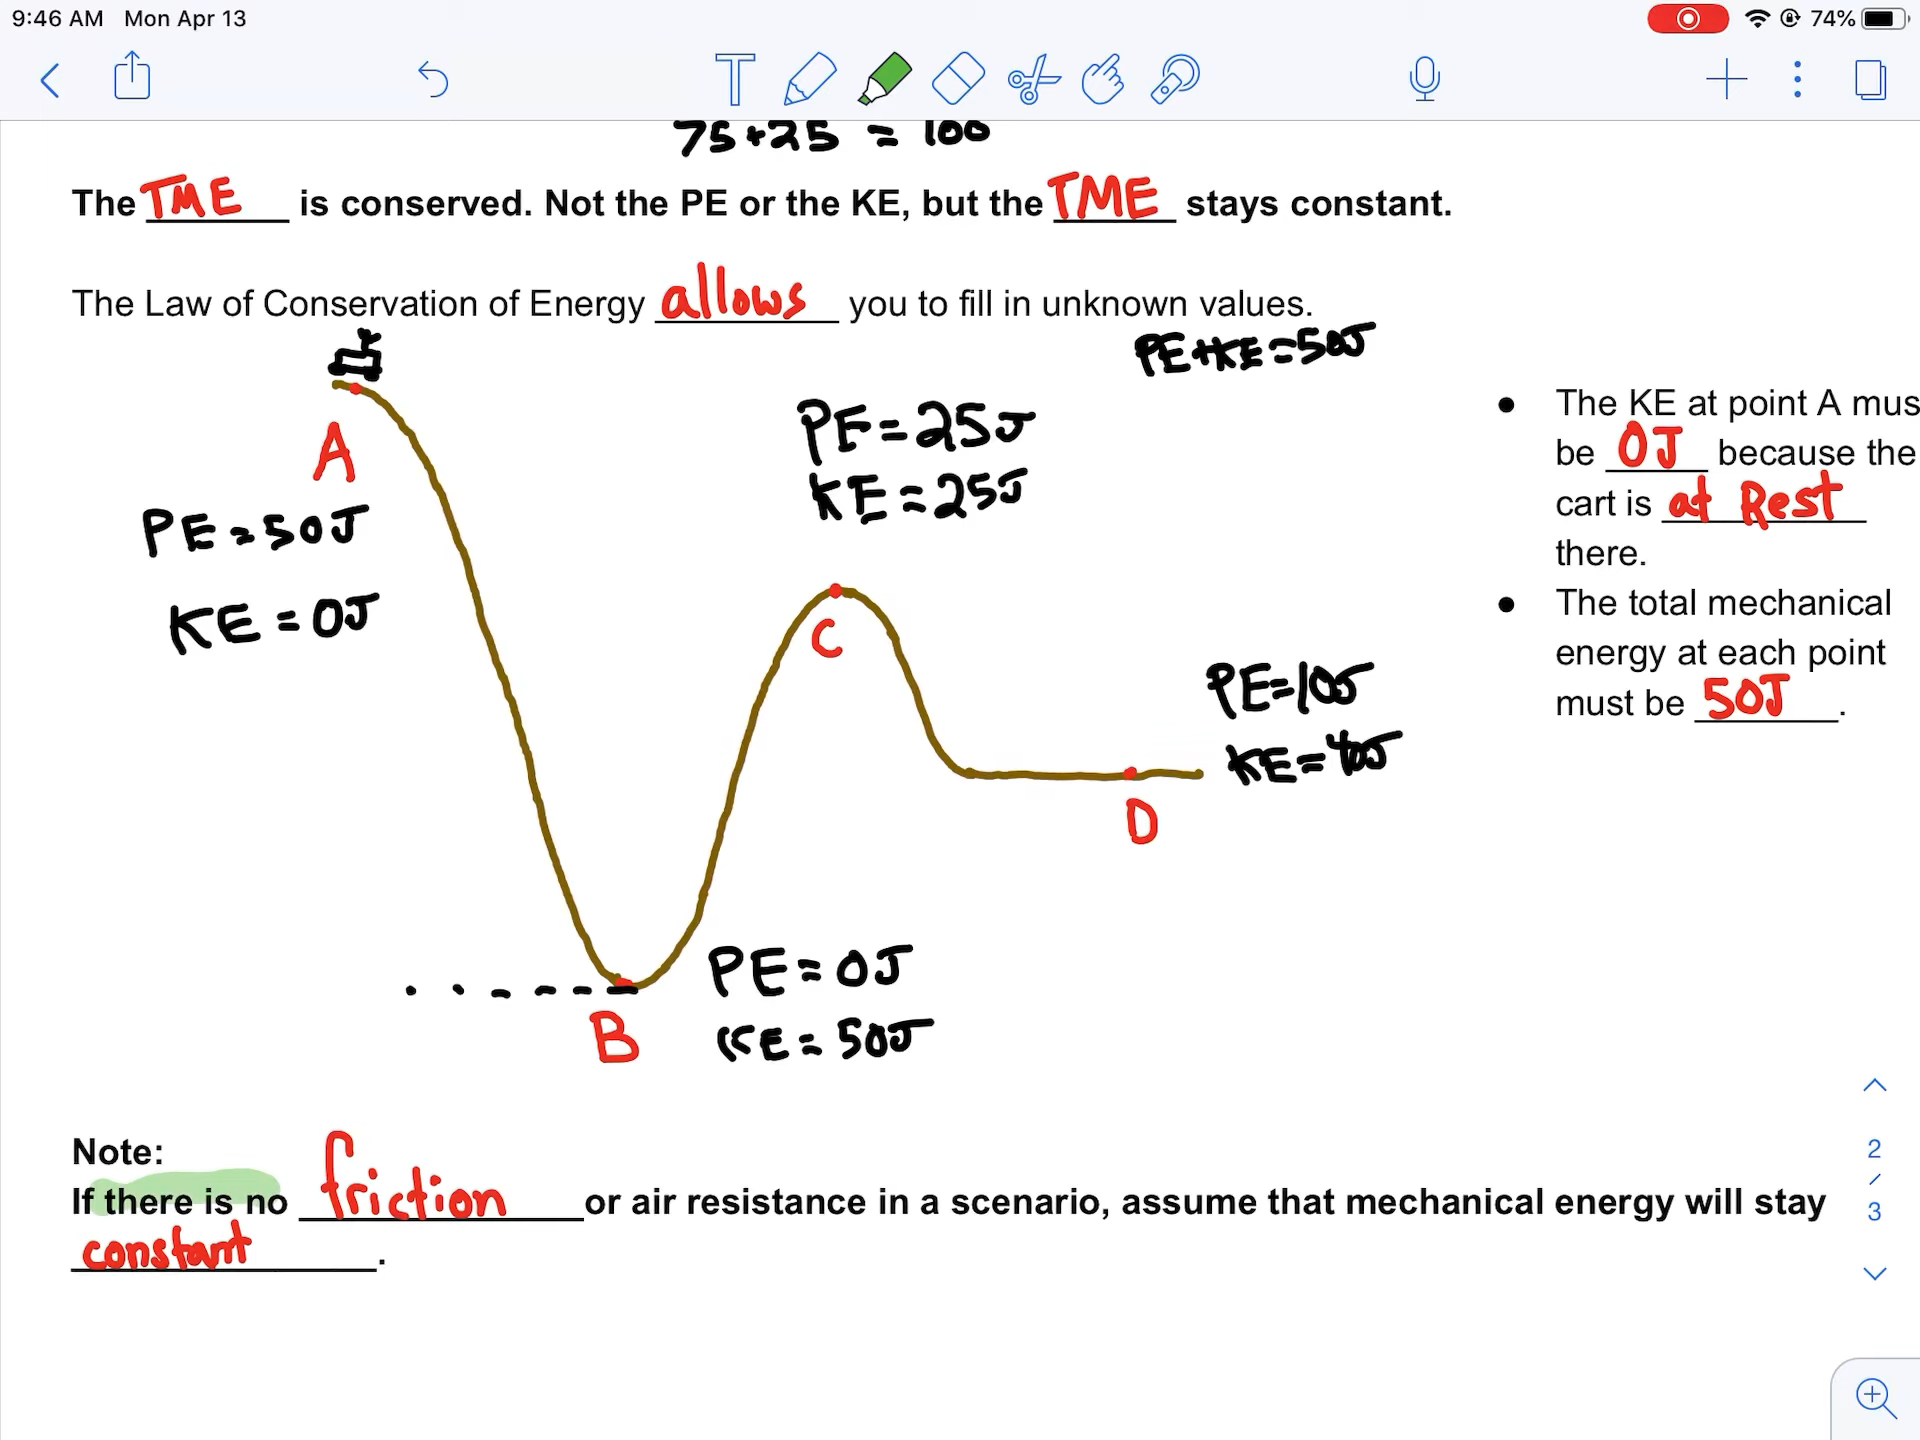 9:46 AM Mon Apr 13
74%
T
75+25 = 100
The TME is conserved. Not the PE or the KE, but the TME stays constant.
The Law of Conservation of Energy allows you to fill in unknown values.
PE+KE=50J
A
PE=50J
KE=0J
PE=25J
KE=25J
C
PE=10J
KE=40J
D
PE=0J
KE=50J
B
• The KE at point A mus
be 0J because the
cart is at Rest
there.
• The total mechanical
energy at each point
must be 50J.
Note:
If there is no friction or air resistance in a scenario, assume that mechanical energy will stay
constant.
2
/
3